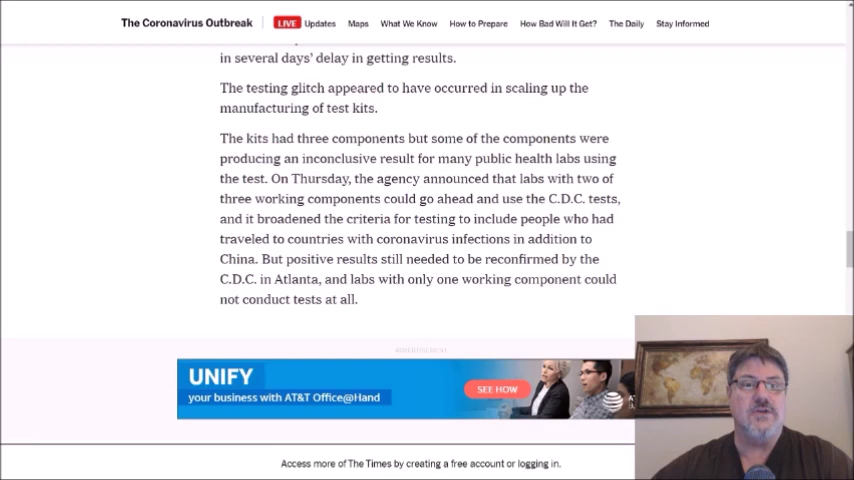 The Coronavirus Outbreak
LIVE Updates Maps What We Know How to Prepare How Bad Will It Get? The Daily Stay Informed
in several days' delay in getting results.
The testing glitch appeared to have occurred in scaling up the
manufacturing of test kits.
The kits had three components but some of the components were
producing an inconclusive result for many public health labs using
the test. On Thursday, the agency announced that labs with two of
three working components could go ahead and use the C.D.C. tests,
and it broadened the criteria for testing to include people who had
traveled to countries with coronavirus infections in addition to
China. But positive results still needed to be reconfirmed by the
C.D.C. in Atlanta, and labs with only one working component could
not conduct tests at all.
ADVERTISEMENT
UNIFY
your business with AT&T Office@Hand
SEE HOW
Access more of The Times by creating a free account or logging in.